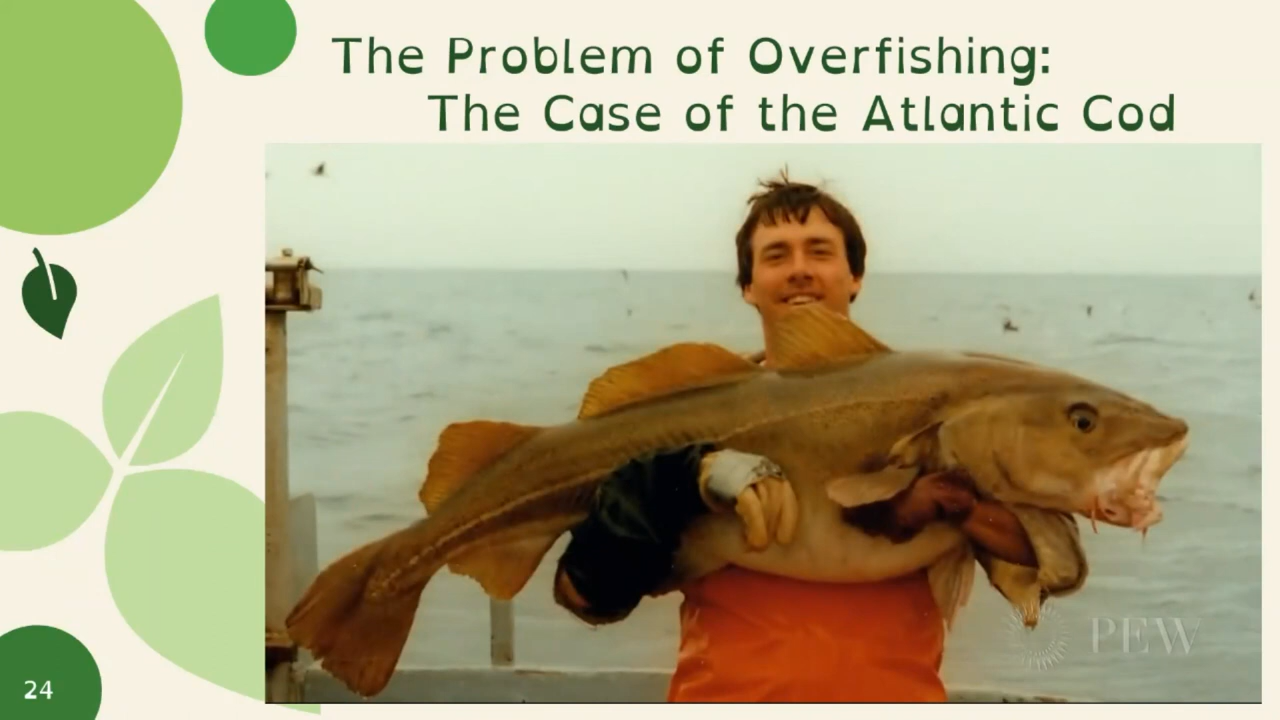 The Problem of Overfishing:
The Case of the Atlantic Cod
PEW
24